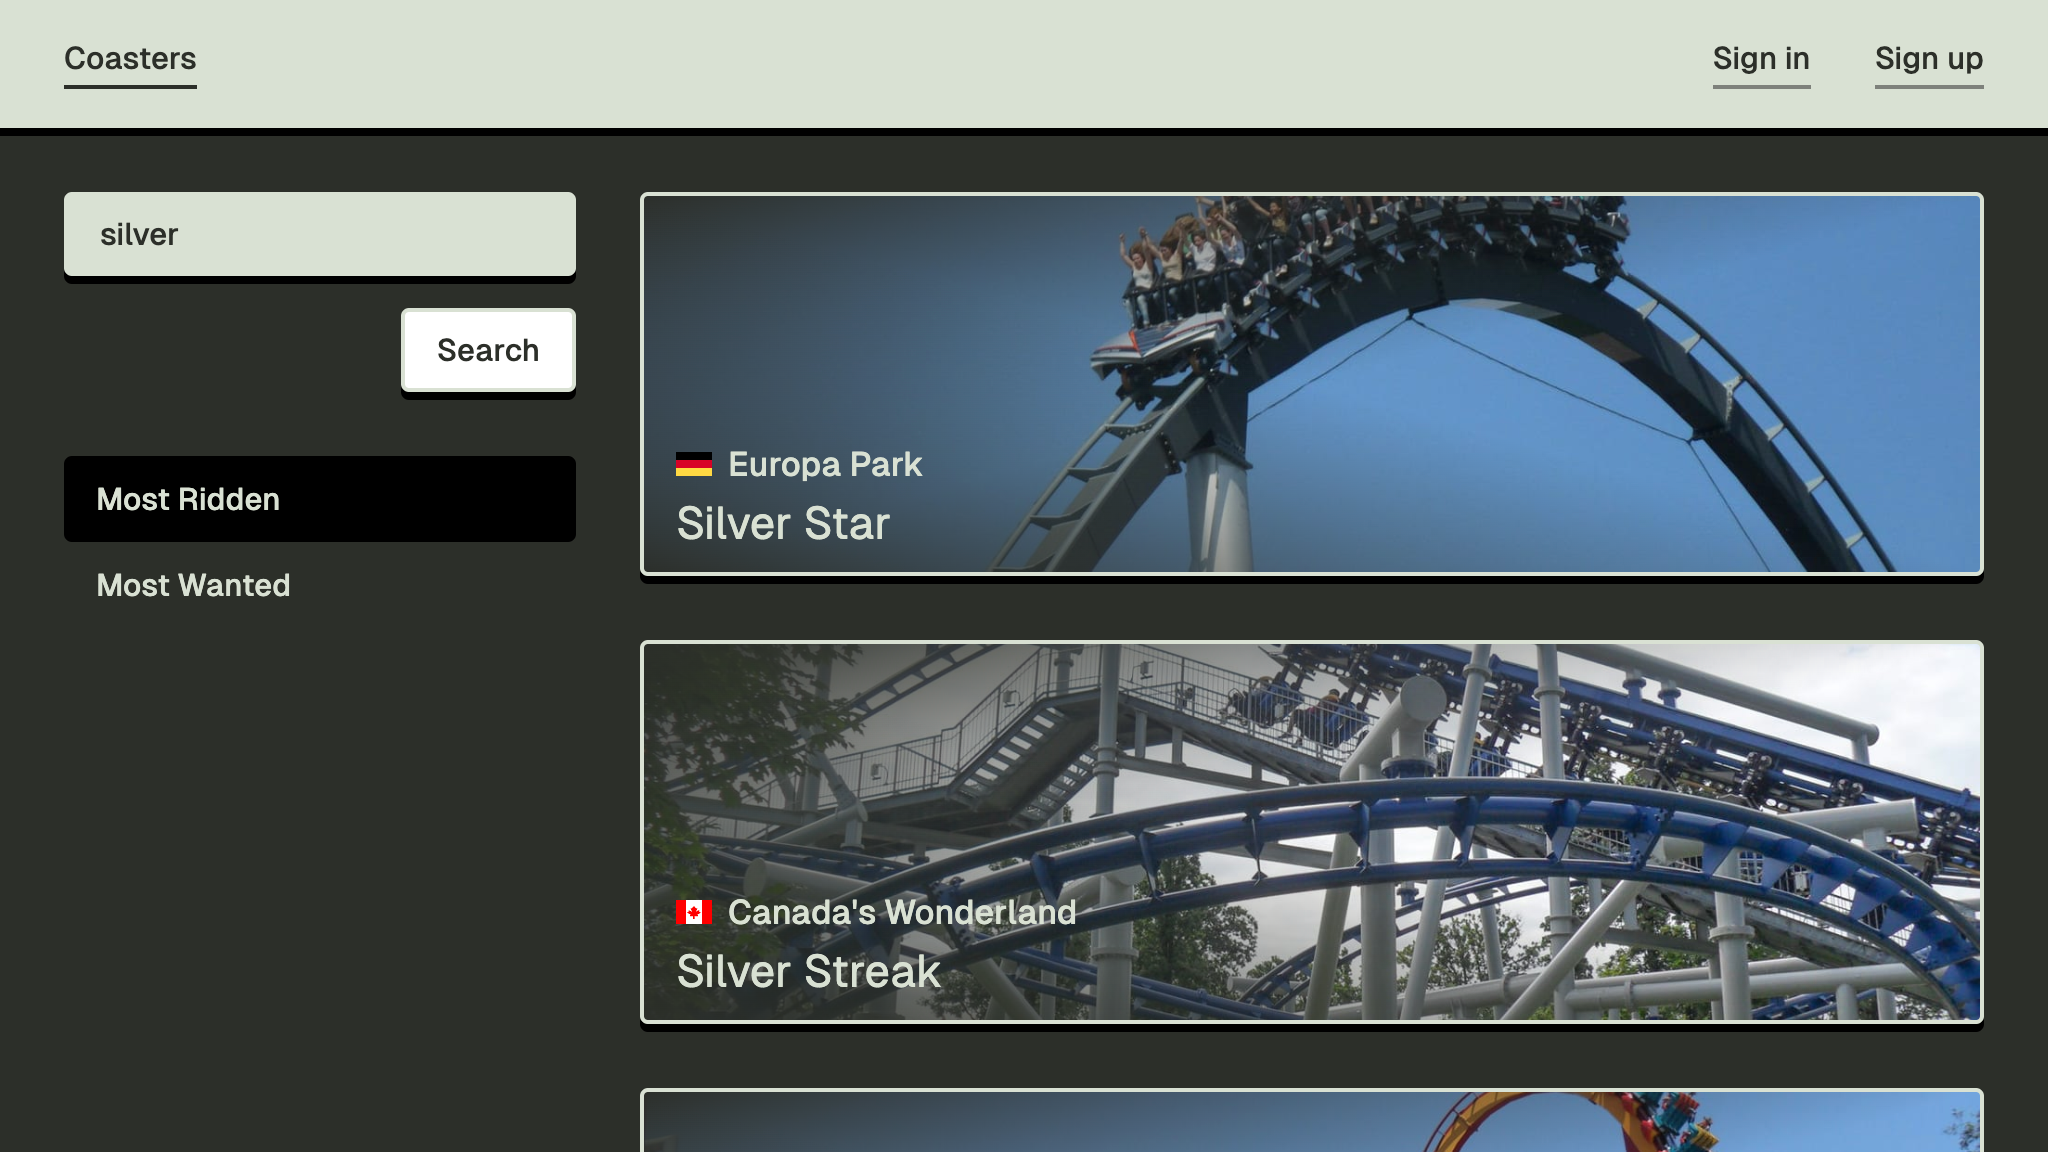 Coasters
Sign in
Sign up
silver
Search
Most Ridden
Most Wanted
Europa Park
Silver Star
Canada's Wonderland
Silver Streak